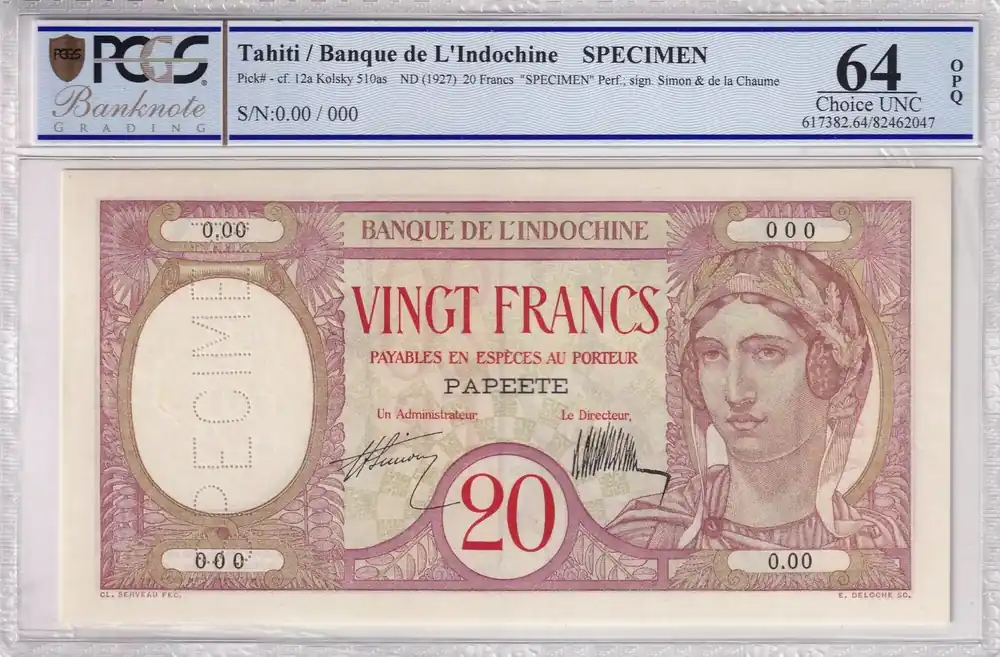 PCGS
PCGS
Banknote
GRADING
Tahiti / Banque de L'Indochine SPECIMEN
Pick# - cf. 12a Kolsky 510as ND (1927) 20 Francs "SPECIMEN" Perf.; sign. Simon & de la Chaume
S/N:0.00 / 000
64
Choice UNC
617382.64/82462047
OPQ
0.00
BANQUE DE L'INDOCHINE
000
SPECIMEN
VINGT FRANCS
PAYABLES EN ESPÈCES AU PORTEUR
PAPEETE
Un Administrateur,
Le Directeur,
20
000
0.00
CL. SERVEAU FEC.
E. DELOCHE SC.